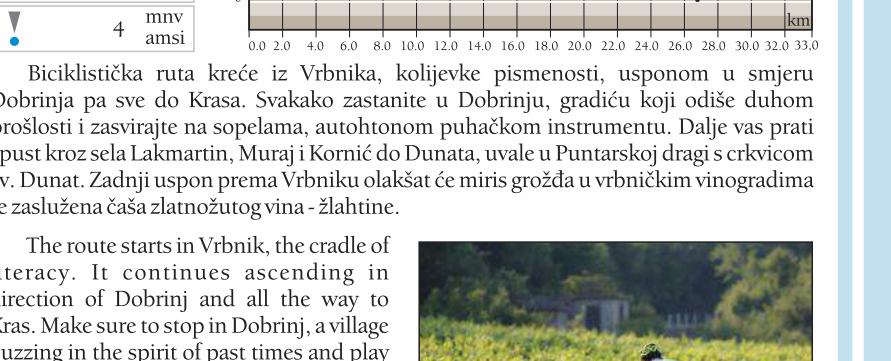 4
mnv
amsi
km
0.0 2.0 4.0 6.0 8.0 10.0 12.0 14.0 16.0 18.0 20.0 22.0 24.0 26.0 28.0 30.0 32.0 33,0
Biciklistička ruta kreće iz Vrbnika, kolijevke pismenosti, usponom u smjeru
Dobrinja pa sve do Krasa. Svakako zastanite u Dobrinju, gradiću koji odiše duhom
prošlosti i zasvirajte na sopelama, autohtonom puhačkom instrumentu. Dalje vas prati
spust kroz sela Lakmartin, Muraj i Kornić do Dunata, uvale u Puntarskoj dragi s crkvicom
sv. Dunat. Zadnji uspon prema Vrbniku olakšat će miris grožđa u vrbničkim vinogradima
te zaslužena čaša zlatnožutog vina - žlahtine.
The route starts in Vrbnik, the cradle of
literacy. It continues ascending in
direction of Dobrinj and all the way to
Kras. Make sure to stop in Dobrinj, a village
buzzing in the spirit of past times and play